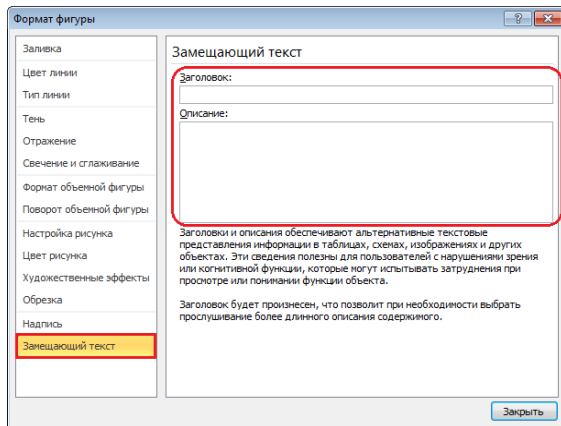 Формат фигуры
Заливка
Цвет линии
Тип линии
Тень
Отражение
Свечение и сглаживание
Формат объемной фигуры
Поворот объемной фигуры
Настройка рисунка
Цвет рисунка
Художественные эффекты
Обрезка
Надпись
Замещающий текст
Замещающий текст
Заголовок:
Описание:
Заголовки и описания обеспечивают альтернативные текстовые
представления информации в таблицах, схемах, изображениях и других
объектах. Эти сведения полезны для пользователей с нарушениями зрения
или когнитивной функции, которые могут испытывать затруднения при
просмотре или понимании функции объекта.
Заголовок будет произнесен, что позволит при необходимости выбрать
прослушивание более длинного описания содержимого.
Закрыть